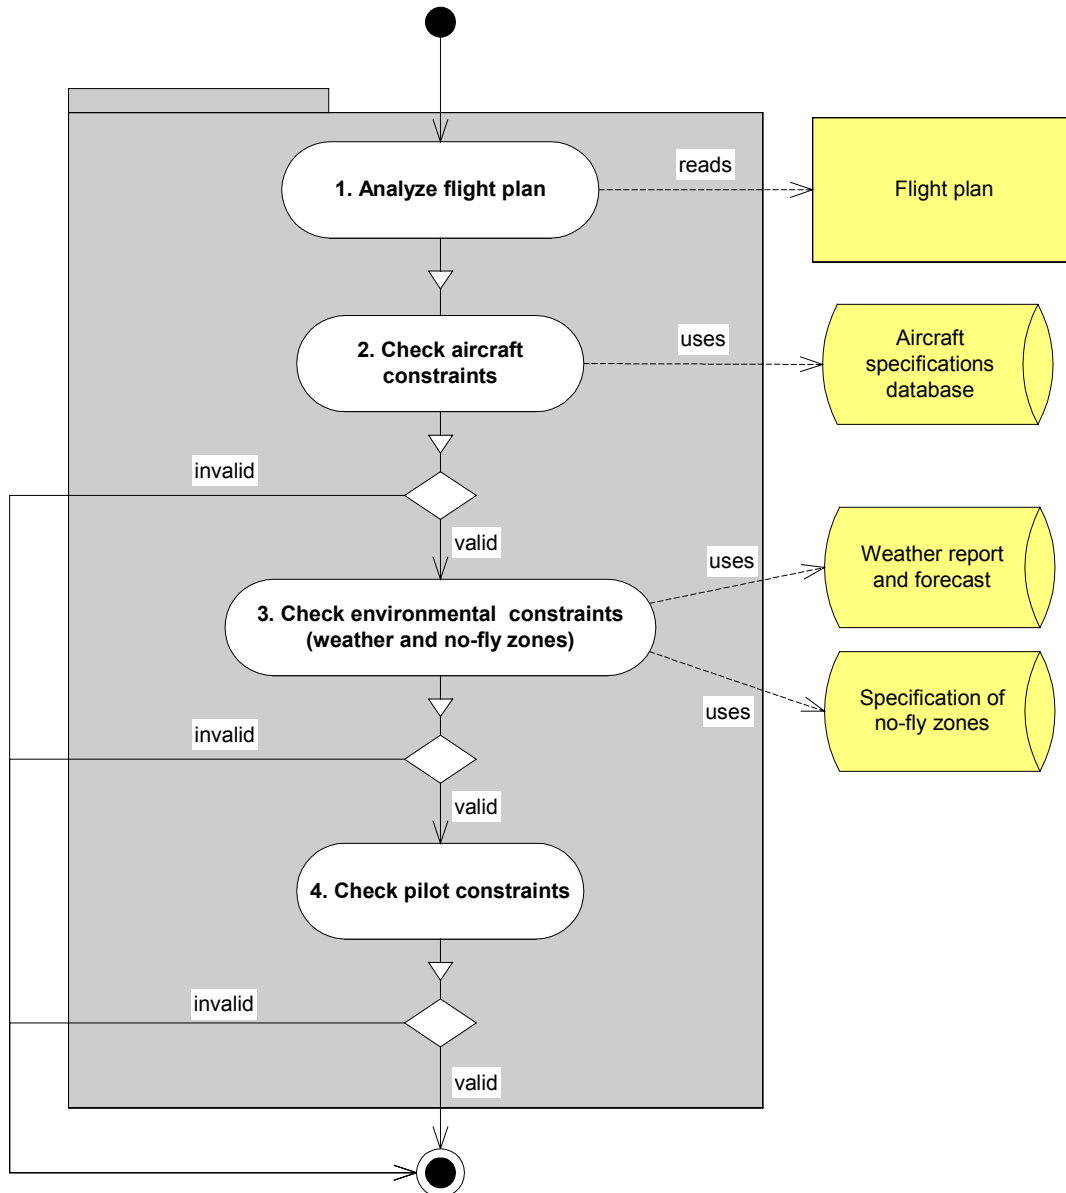 1. Analyze flight plan
reads
Flight plan
2. Check aircraft
constraints
uses
Aircraft
specifications
database
invalid
valid
3. Check environmental  constraints
(weather and no-fly zones)
uses
Weather report
and forecast
uses
Specification of
no-fly zones
invalid
valid
4. Check pilot constraints
invalid
valid